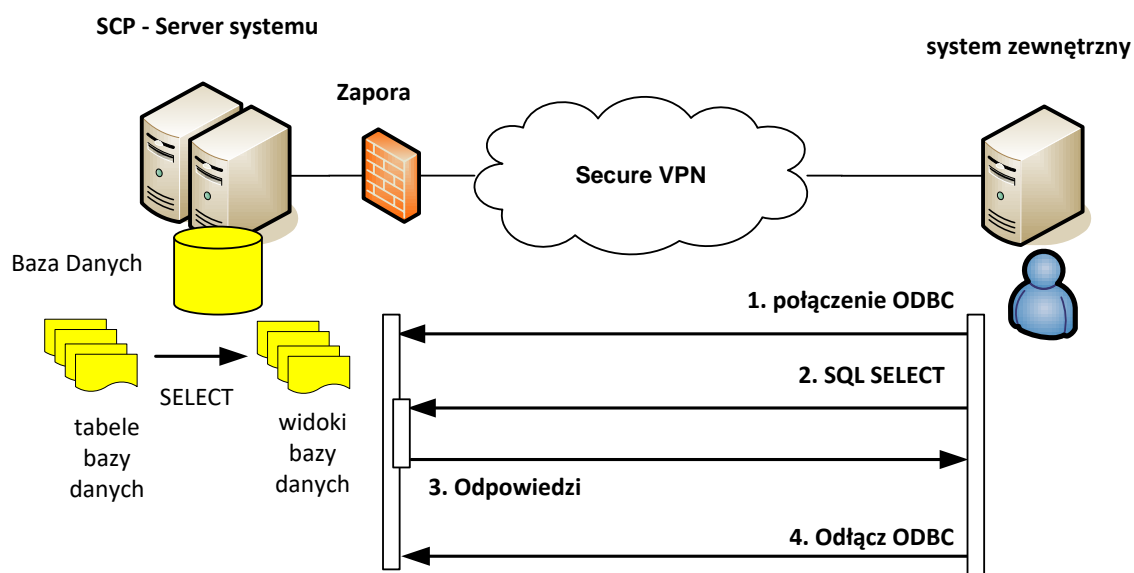 SCP - Server systemu
system zewnętrzny
Zapora
Secure VPN
Baza Danych
1. połączenie ODBC
2. SQL SELECT
SELECT
tabele
bazy
danych
widoki
bazy
danych
3. Odpowiedzi
4. Odłącz ODBC